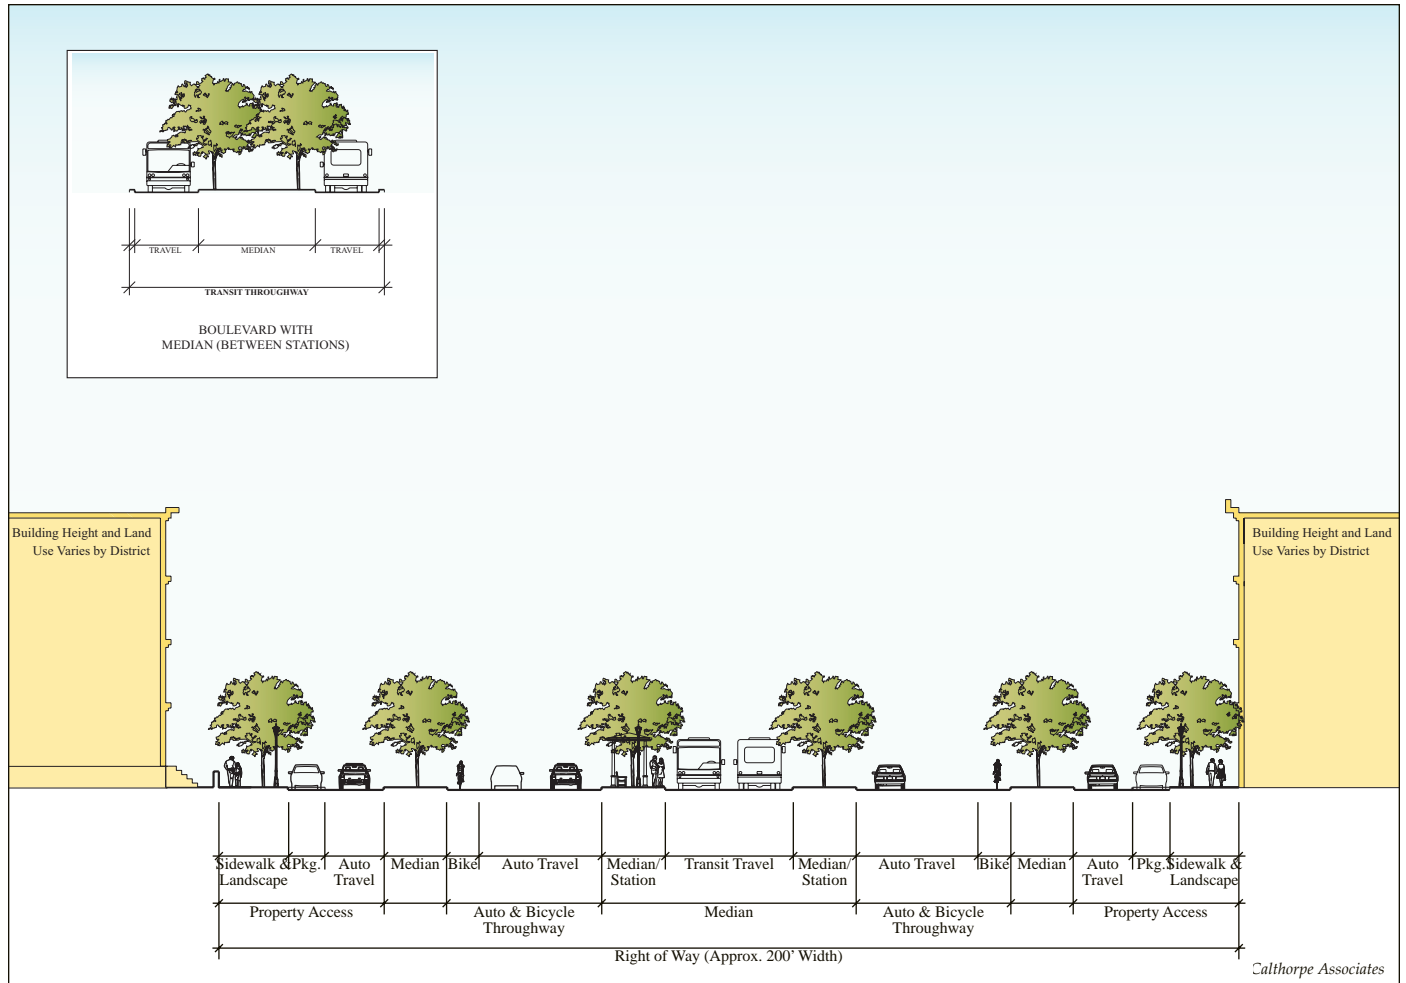 TRAVEL MEDIAN TRAVEL
TRANSIT THROUGHWAY
BOULEVARD WITH
MEDIAN (BETWEEN STATIONS)
Building Height and Land
Use Varies by District
Building Height and Land
Use Varies by District
Sidewalk & Pkg. Auto Median Bike Auto Travel Median/ Transit Travel Median/ Auto Travel Bike Median Auto Pkg. Sidewalk &
Landscape Travel Station Station Travel Landscape
Property Access Auto & Bicycle Median Auto & Bicycle Property Access
Throughway Throughway
Right of Way (Approx. 200' Width)
Calthorpe Associates